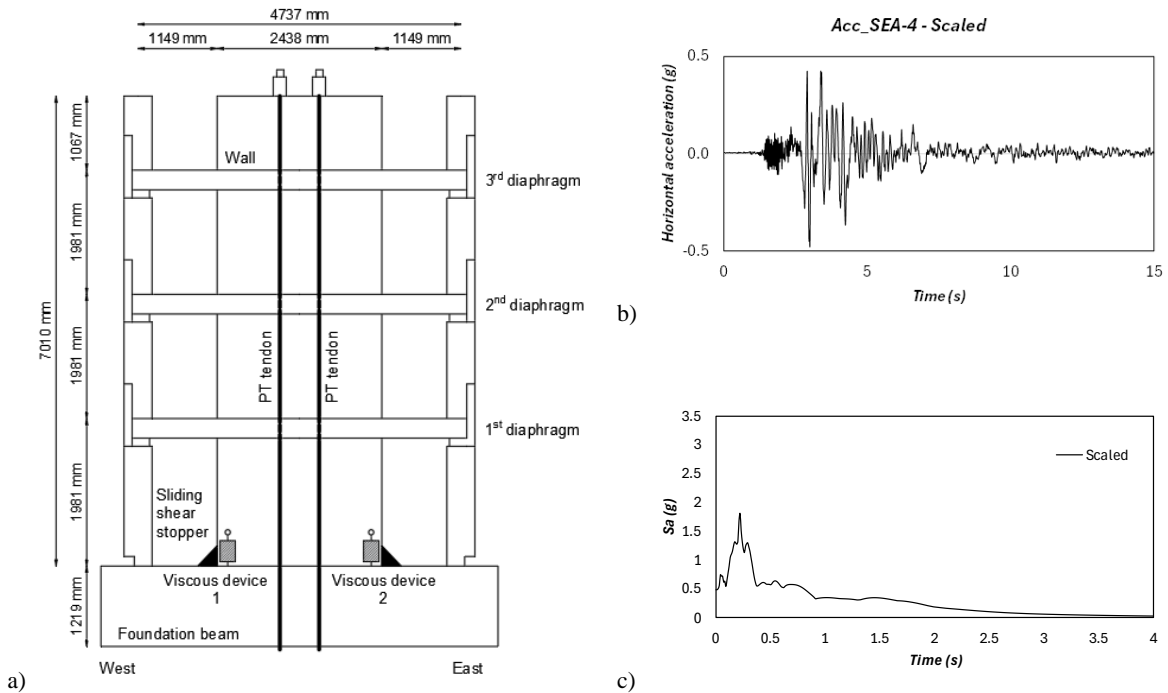 4737 mm
1149 mm
2438 mm
1149 mm
1067 mm
1981 mm
1981 mm
1981 mm
7010 mm
1219 mm
Wall
3rd diaphragm
2nd diaphragm
1st diaphragm
PT tendon
PT tendon
Sliding
shear
stopper
Viscous device
1
Viscous device
2
Foundation beam
West
East
a)
Acc_SEA-4 - Scaled
Horizontal acceleration (g)
0.5
0.0
-0.5
0
5
10
15
Time (s)
b)
Sa (g)
3.5
3
2.5
2
1.5
1
0.5
0
Scaled
0
0.5
1
1.5
2
2.5
3
3.5
4
Time (s)
c)